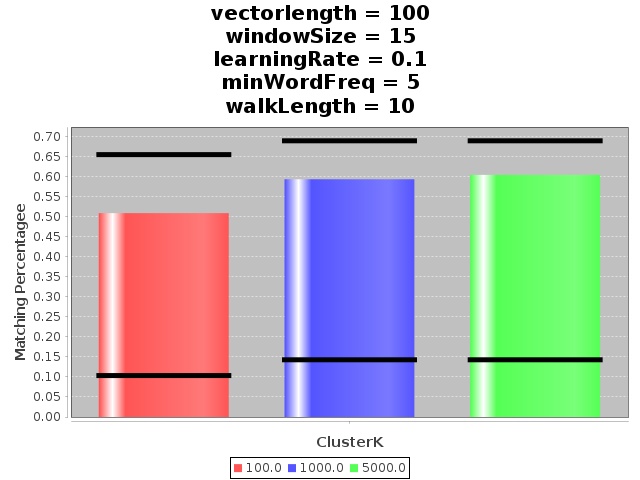 vectorlength = 100
windowSize = 15
learningRate = 0.1
minWordFreq = 5
walkLength = 10
0.70
0.65
0.60
0.55
0.50
0.45
0.40
0.35
0.30
0.25
0.20
0.15
0.10
0.05
0.00
Matching Percentagee
ClusterK
100.0 1000.0 5000.0